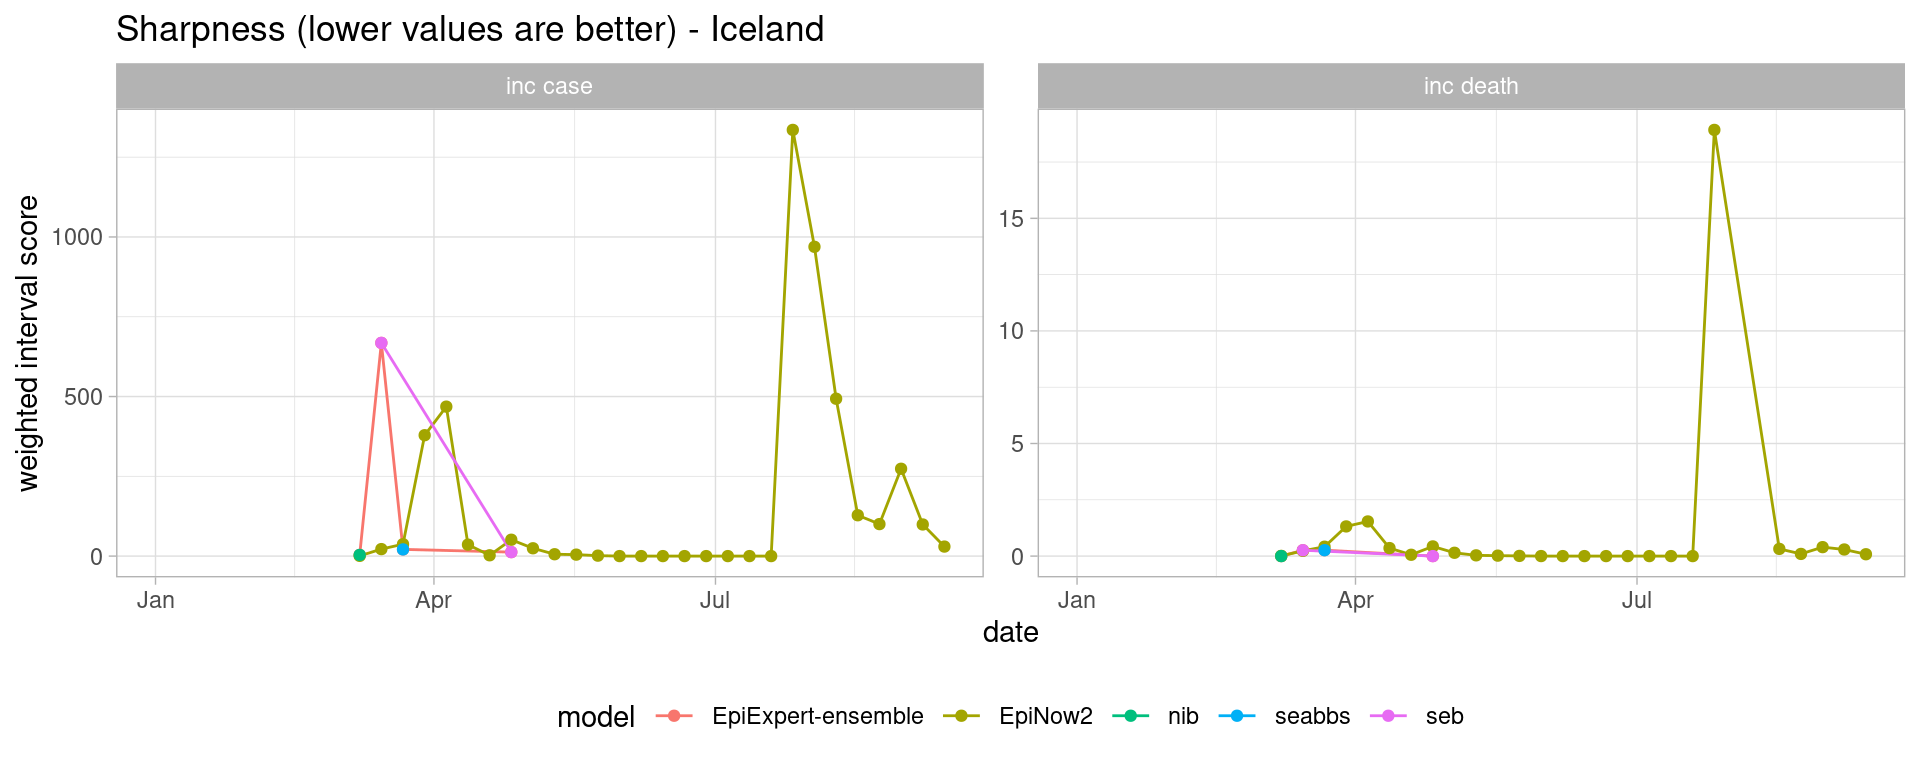 Sharpness (lower values are better) - Iceland
inc case
inc death
weighted interval score
1000
500
0
15
10
5
0
Jan
Apr
Jul
Jan
Apr
Jul
date
model
EpiExpert-ensemble
EpiNow2
nib
seabbs
seb